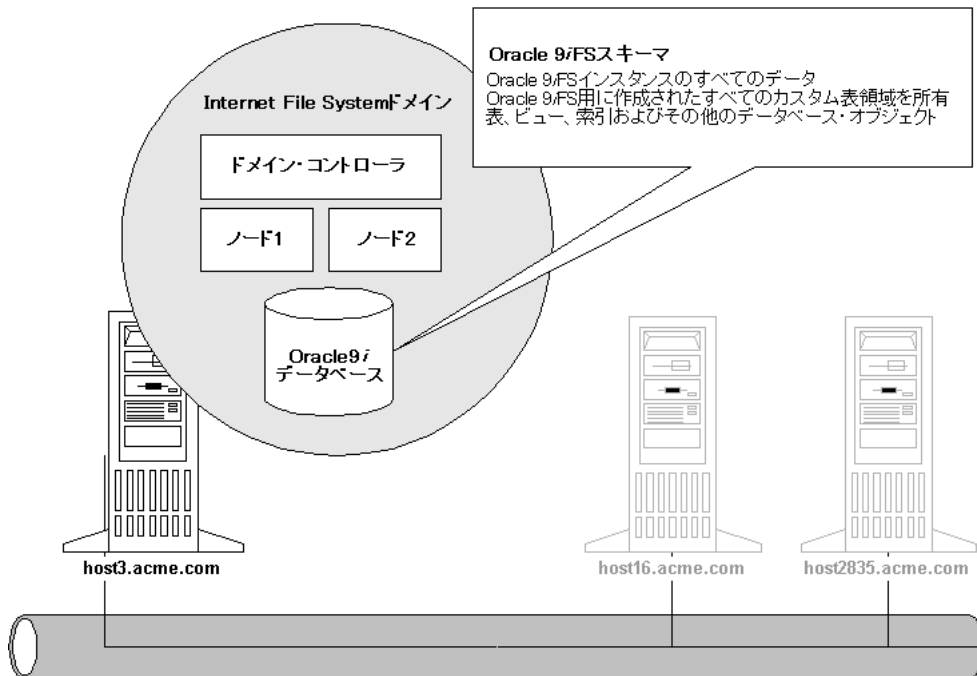 Oracle 9iFSスキーマ
Oracle 9iFSインスタンスのすべてのデータ
Oracle 9iFS用に作成されたすべてのカスタム表領域を所有
表、ビュー、索引およびその他のデータベース・オブジェクト
Internet File Systemドメイン
ドメイン・コントローラ
ノード1
ノード2
Oracle9i
データベース
host3.acme.com
host16.acme.com
host2835.acme.com